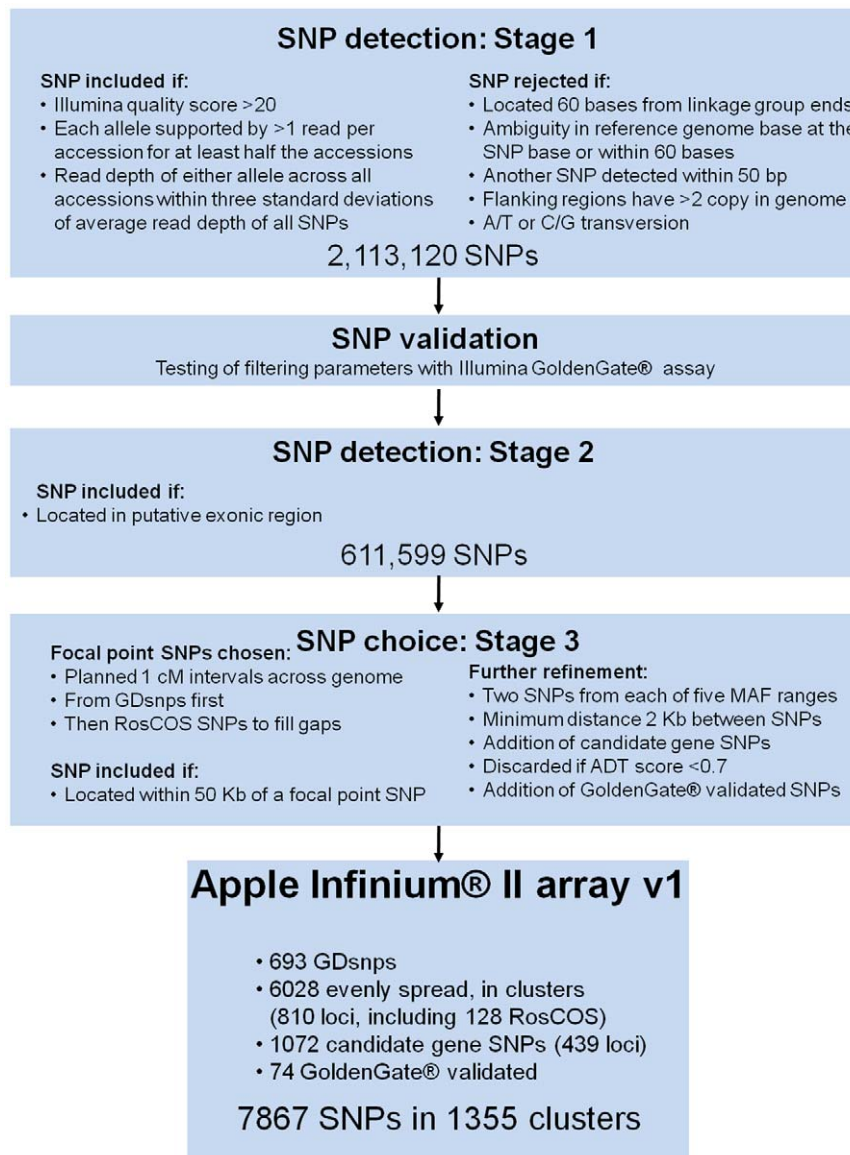 SNP detection: Stage 1
SNP included if:
• Illumina quality score >20
• Each allele supported by >1 read per
accession for at least half the accessions
• Read depth of either allele across all
accessions within three standard deviations
of average read depth of all SNPs
SNP rejected if:
• Located 60 bases from linkage group ends
• Ambiguity in reference genome base at the
SNP base or within 60 bases
• Another SNP detected within 50 bp
• Flanking regions have >2 copy in genome
• A/T or C/G transversion
2,113,120 SNPs
SNP validation
Testing of filtering parameters with Illumina GoldenGate® assay
SNP detection: Stage 2
SNP included if:
• Located in putative exonic region
611,599 SNPs
SNP choice: Stage 3
Focal point SNPs chosen:
• Planned 1 cM intervals across genome
• From GDsnps first
• Then RosCOS SNPs to fill gaps
SNP included if:
• Located within 50 Kb of a focal point SNP
Further refinement:
• Two SNPs from each of five MAF ranges
• Minimum distance 2 Kb between SNPs
• Addition of candidate gene SNPs
• Discarded if ADT score <0.7
• Addition of GoldenGate® validated SNPs
Apple Infinium® II array v1
• 693 GDsnps
• 6028 evenly spread, in clusters
(810 loci, including 128 RosCOS)
• 1072 candidate gene SNPs (439 loci)
• 74 GoldenGate® validated
7867 SNPs in 1355 clusters